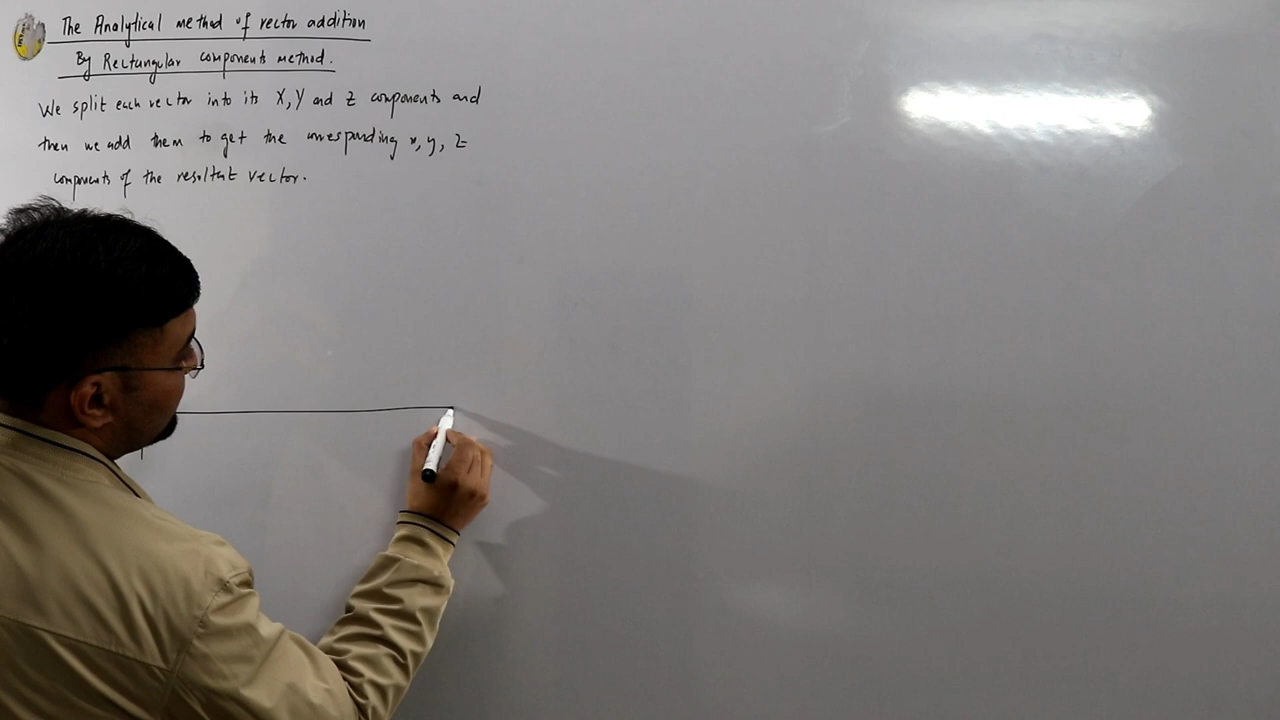 The Analytical method of vector addition
By Rectangular components method.
We split each vector into its X, Y and Z components and
then we add them to get the corresponding x, y, z
components of the resultant vector.